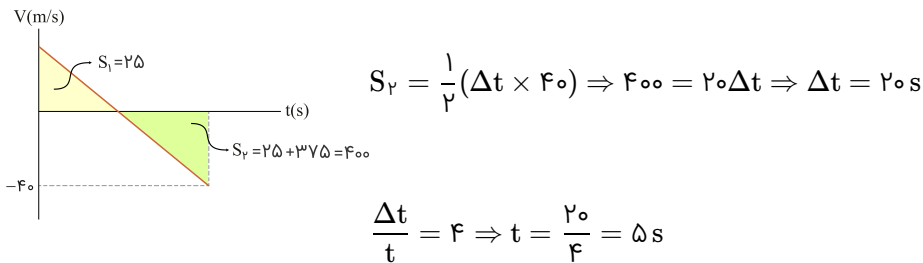 V(m/s)
S₁=۲۵
t(s)
S₂=۲۵+۳۷۵=۴۰۰
−۴۰
S₂ = ۱/۲(Δt × ۴۰) ⇒ ۴۰۰ = ۲۰Δt ⇒ Δt = ۲۰ s
Δt/t = ۴ ⇒ t = ۲۰/۴ = ۵ s